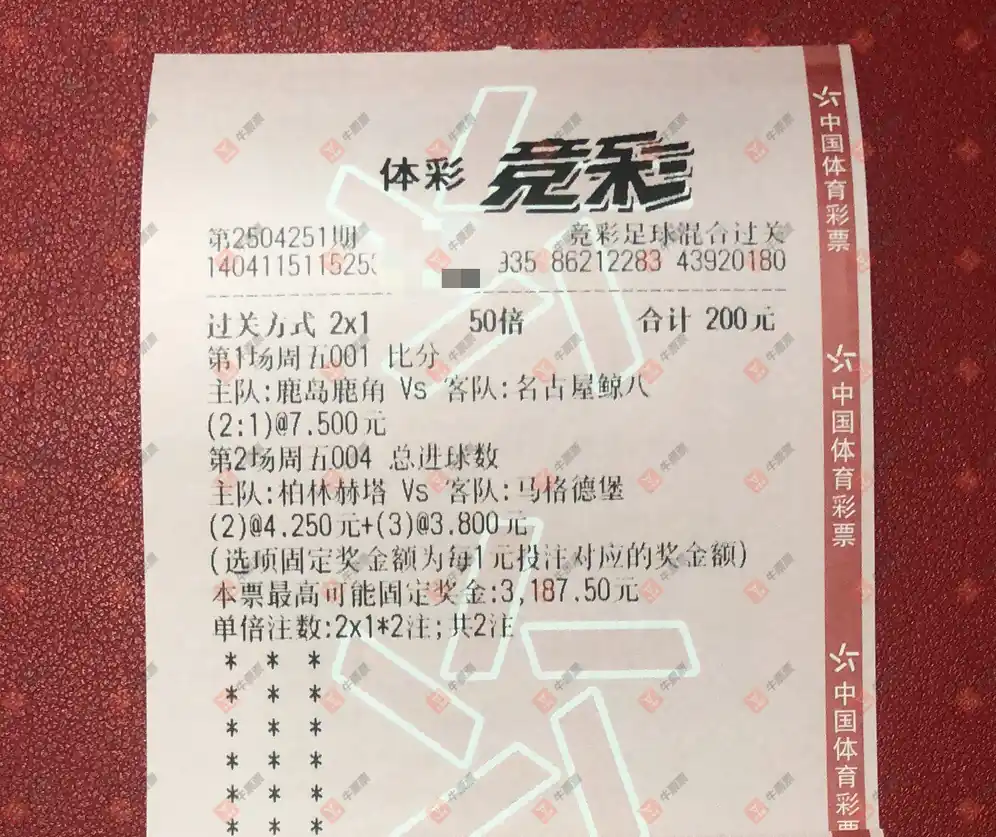 体彩 竞彩
第2504251期 竞彩足球混合过关
140411511525 935 86212283 43920180
过关方式 2x1 50倍 合计 200元
第1场周五001 比分
主队:鹿岛鹿角 Vs 客队:名古屋鲸八
(2:1)@7.500元
第2场周五004 总进球数
主队:柏林赫塔 Vs 客队:马格德堡
(2)@4.250元+(3)@3.800元
(选项固定奖金额为每1元投注对应的奖金额)
本票最高可能固定奖金:3,187.50元
单倍注数:2x1*2注;共2注
* * *
* * *
* * *
* * *
* * *
* * *
中国体育彩票
中国体育彩票
中国体育彩票